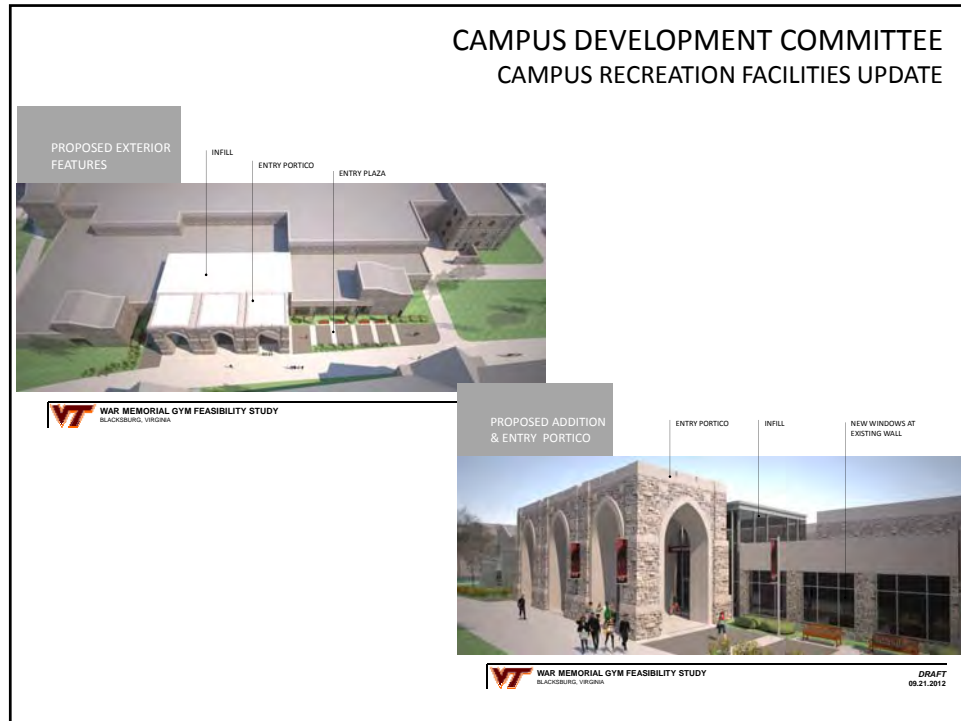 CAMPUS DEVELOPMENT COMMITTEE
CAMPUS RECREATION FACILITIES UPDATE
PROPOSED EXTERIOR
FEATURES
INFILL
ENTRY PORTICO
ENTRY PLAZA
VT
WAR MEMORIAL GYM FEASIBILITY STUDY
BLACKSBURG, VIRGINIA
PROPOSED ADDITION
& ENTRY PORTICO
ENTRY PORTICO
INFILL
NEW WINDOWS AT
EXISTING WALL
VT
WAR MEMORIAL GYM FEASIBILITY STUDY
BLACKSBURG, VIRGINIA
DRAFT
09.21.2012